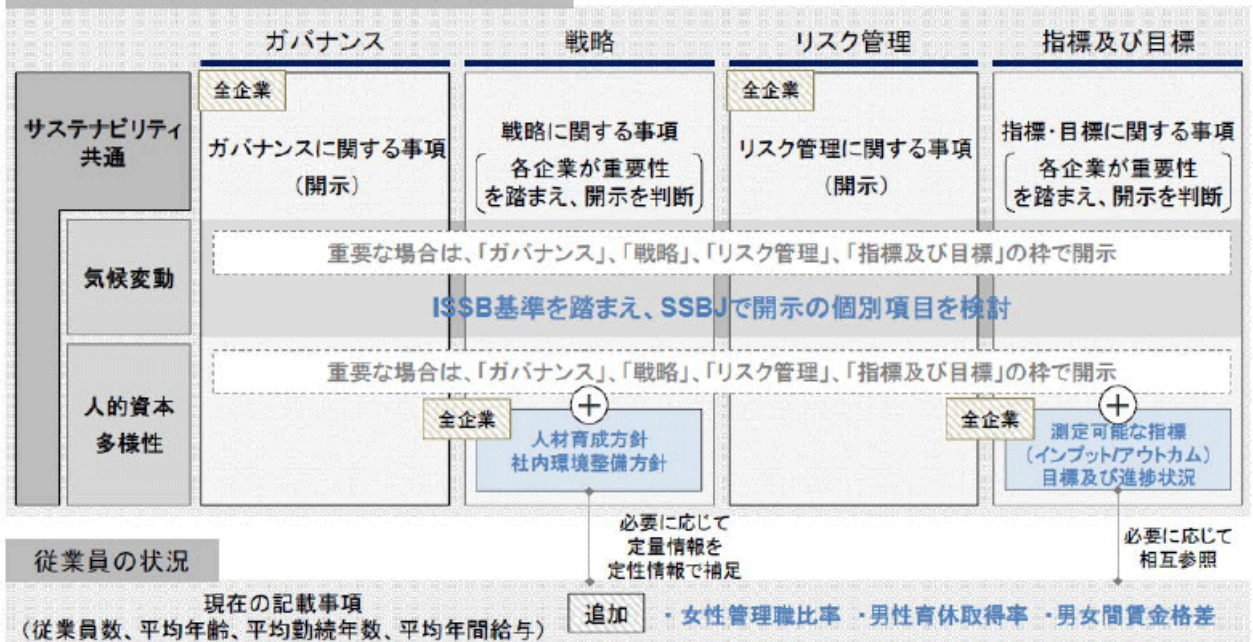 ガバナンス
戦略
リスク管理
指標及び目標
サステナビリティ
共通
全企業
ガバナンスに関する事項
(開示)
戦略に関する事項
各企業が重要性
を踏まえ、開示を判断
全企業
リスク管理に関する事項
(開示)
指標・目標に関する事項
各企業が重要性
を踏まえ、開示を判断
気候変動
重要な場合は、「ガバナンス」、「戦略」、「リスク管理」、「指標及び目標」の枠で開示
ISSB基準を踏まえ、SSBJで開示の個別項目を検討
人的資本
多様性
重要な場合は、「ガバナンス」、「戦略」、「リスク管理」、「指標及び目標」の枠で開示
全企業
+
人材育成方針
社内環境整備方針
全企業
+
測定可能な指標
(インプット/アウトカム)
目標及び進捗状況
必要に応じて
定量情報を
定性情報で補足
必要に応じて
相互参照
従業員の状況
現在の記載事項
(従業員数、平均年齢、平均勤続年数、平均年間給与)
追加
・女性管理職比率 ・男性育休取得率 ・男女間賃金格差